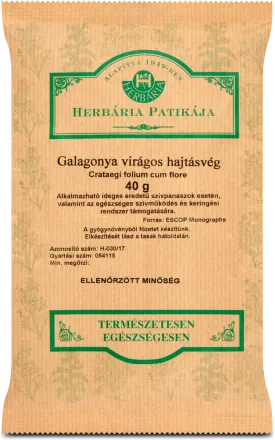 ALAPÍTVA 1949-BEN
HERBÁRIA
HERBÁRIA PATIKÁJA
Galagonya virágos hajtásvég
Crataegi folium cum flore
40 g
Alkalmazható ideges eredetű szívpanaszok esetén,
valamint az egészséges szívműködés és keringési
rendszer támogatására.
Forrás: ESCOP Monographs
A gyógynövényből főzetet készítünk.
Elkészítését lásd a tasak hátoldalán.
Azonosító szám: H-030/17
Gyártási szám: 054115
Min. megőrzi:
ELLENŐRZÖTT MINŐSÉG
TERMÉSZETESEN
EGÉSZSÉGESEN